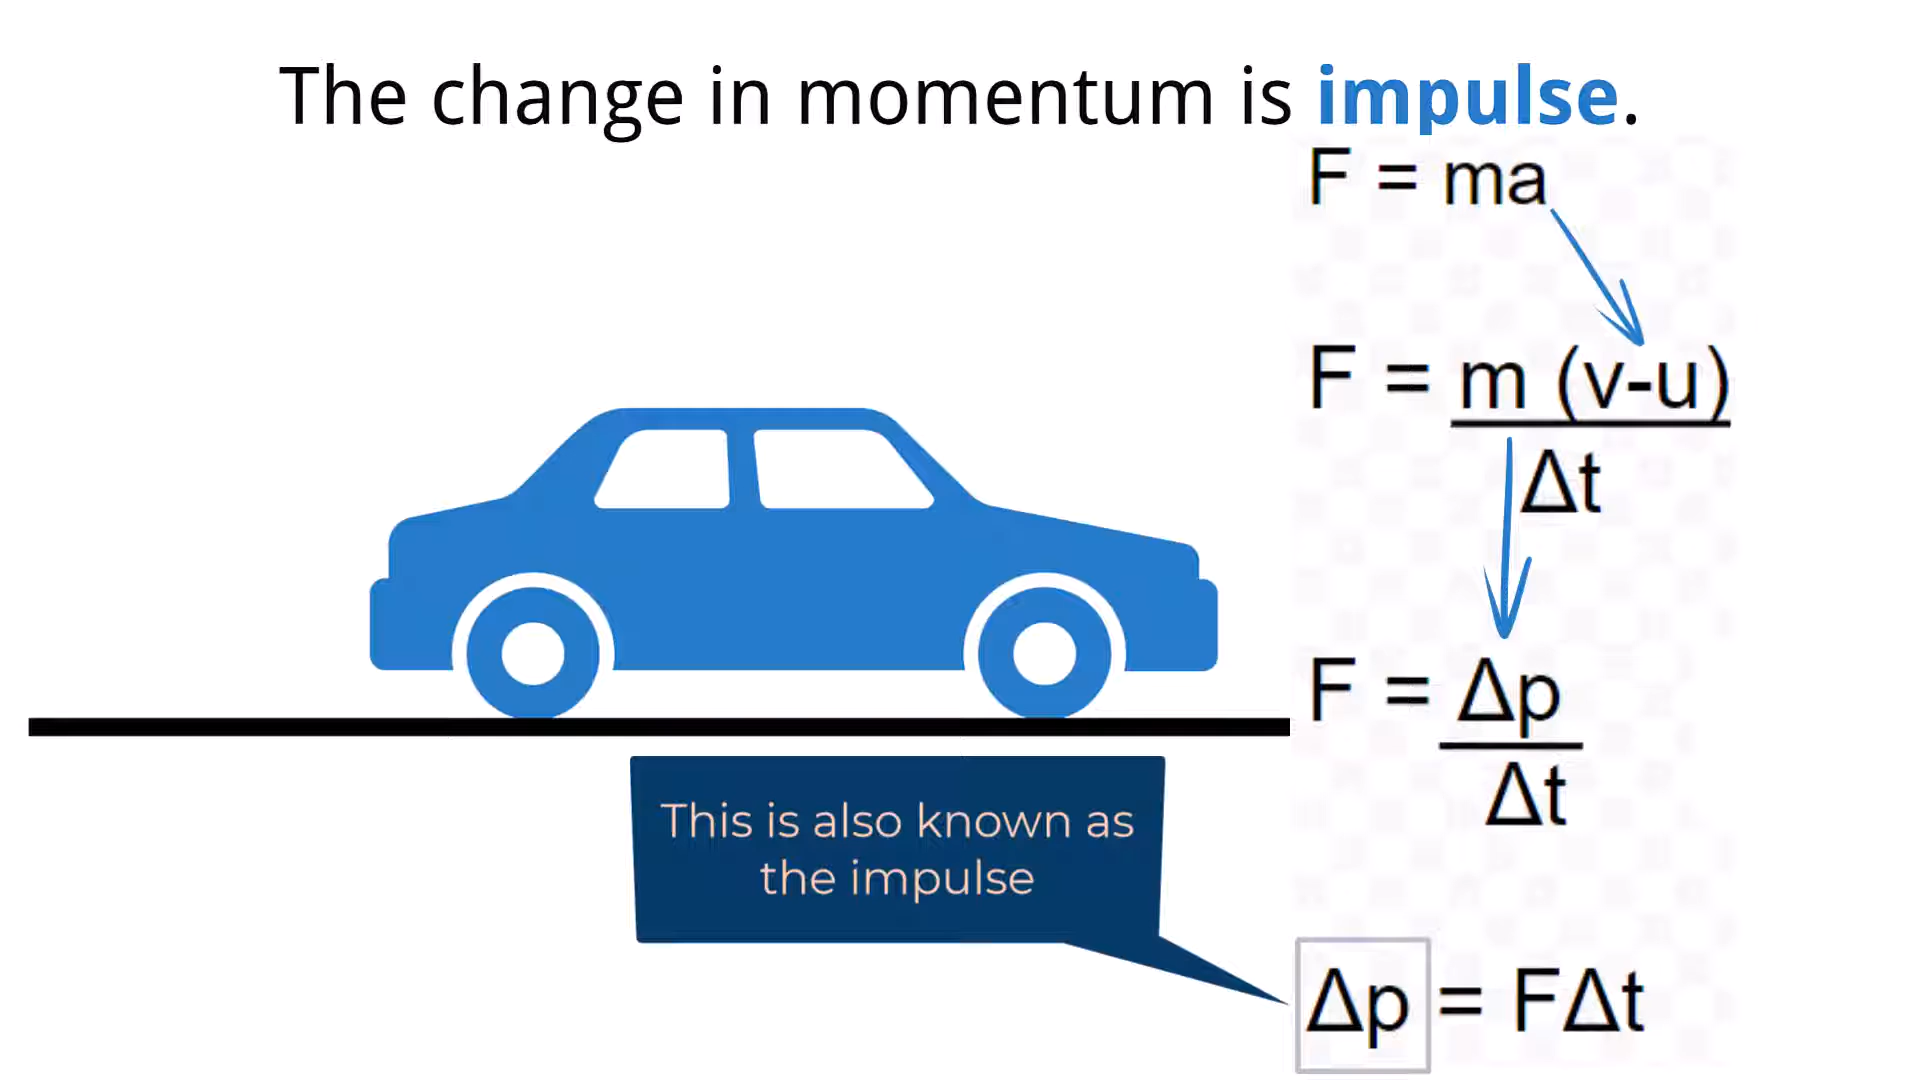 The change in momentum is impulse.
F = ma
F = m (v-u)
Δt
F = Δp
Δt
This is also known as
the impulse
Δp = FΔt